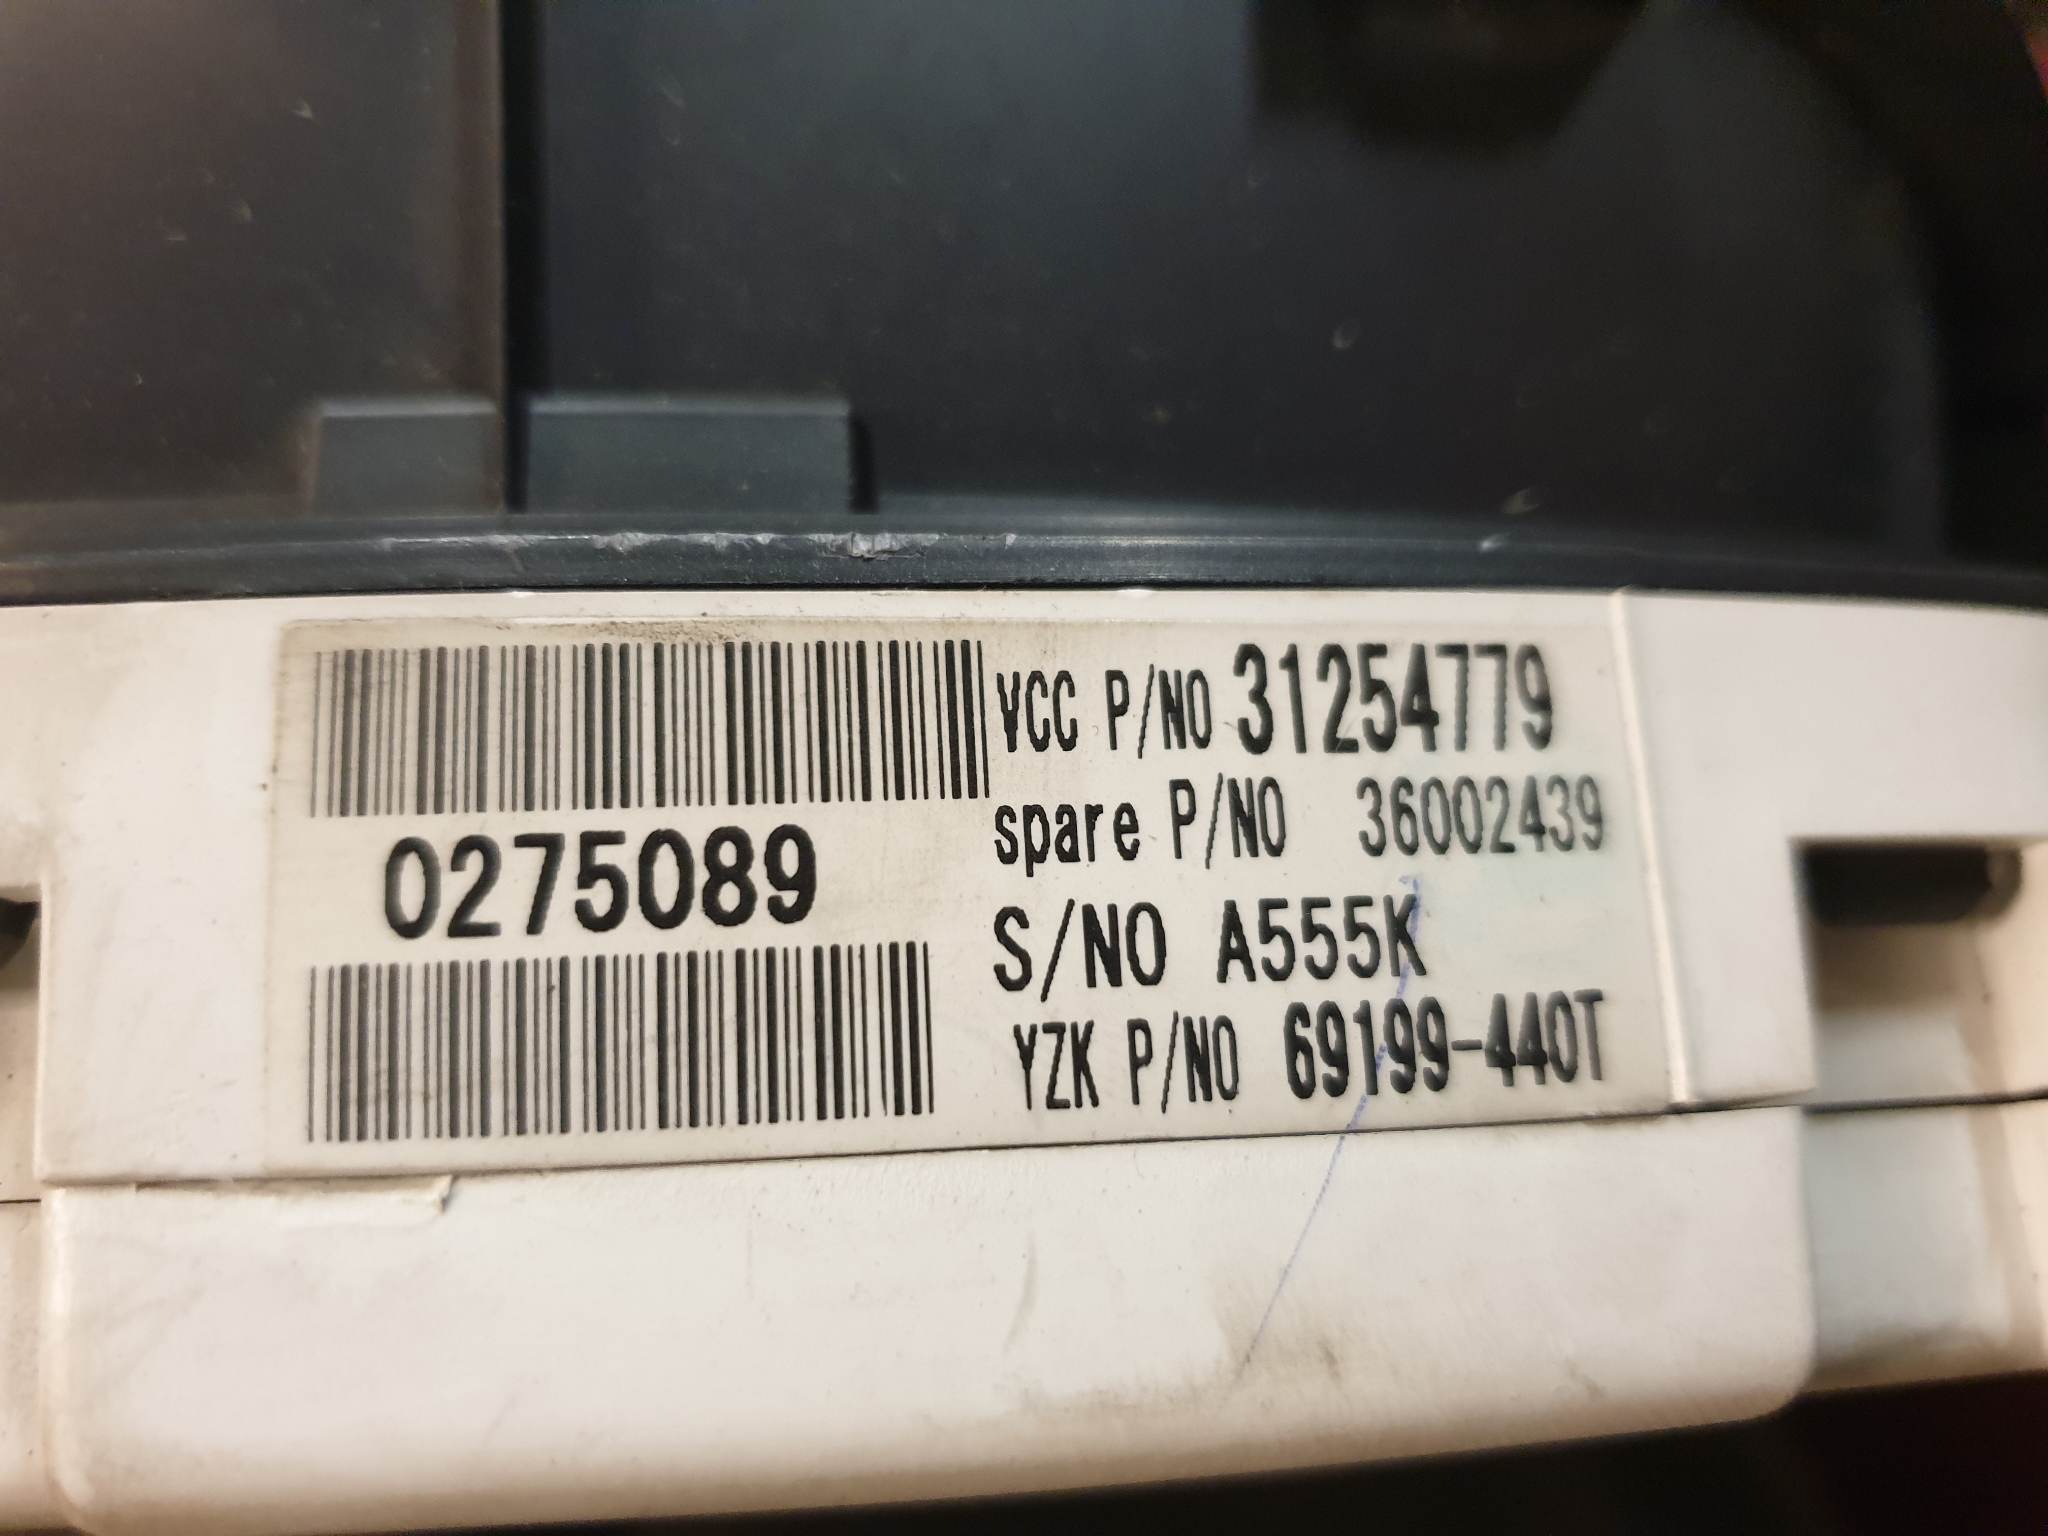 VCC P/NO 31254779
spare P/NO 36002439
0275089
S/NO A555K
YZK P/NO 69199-440T